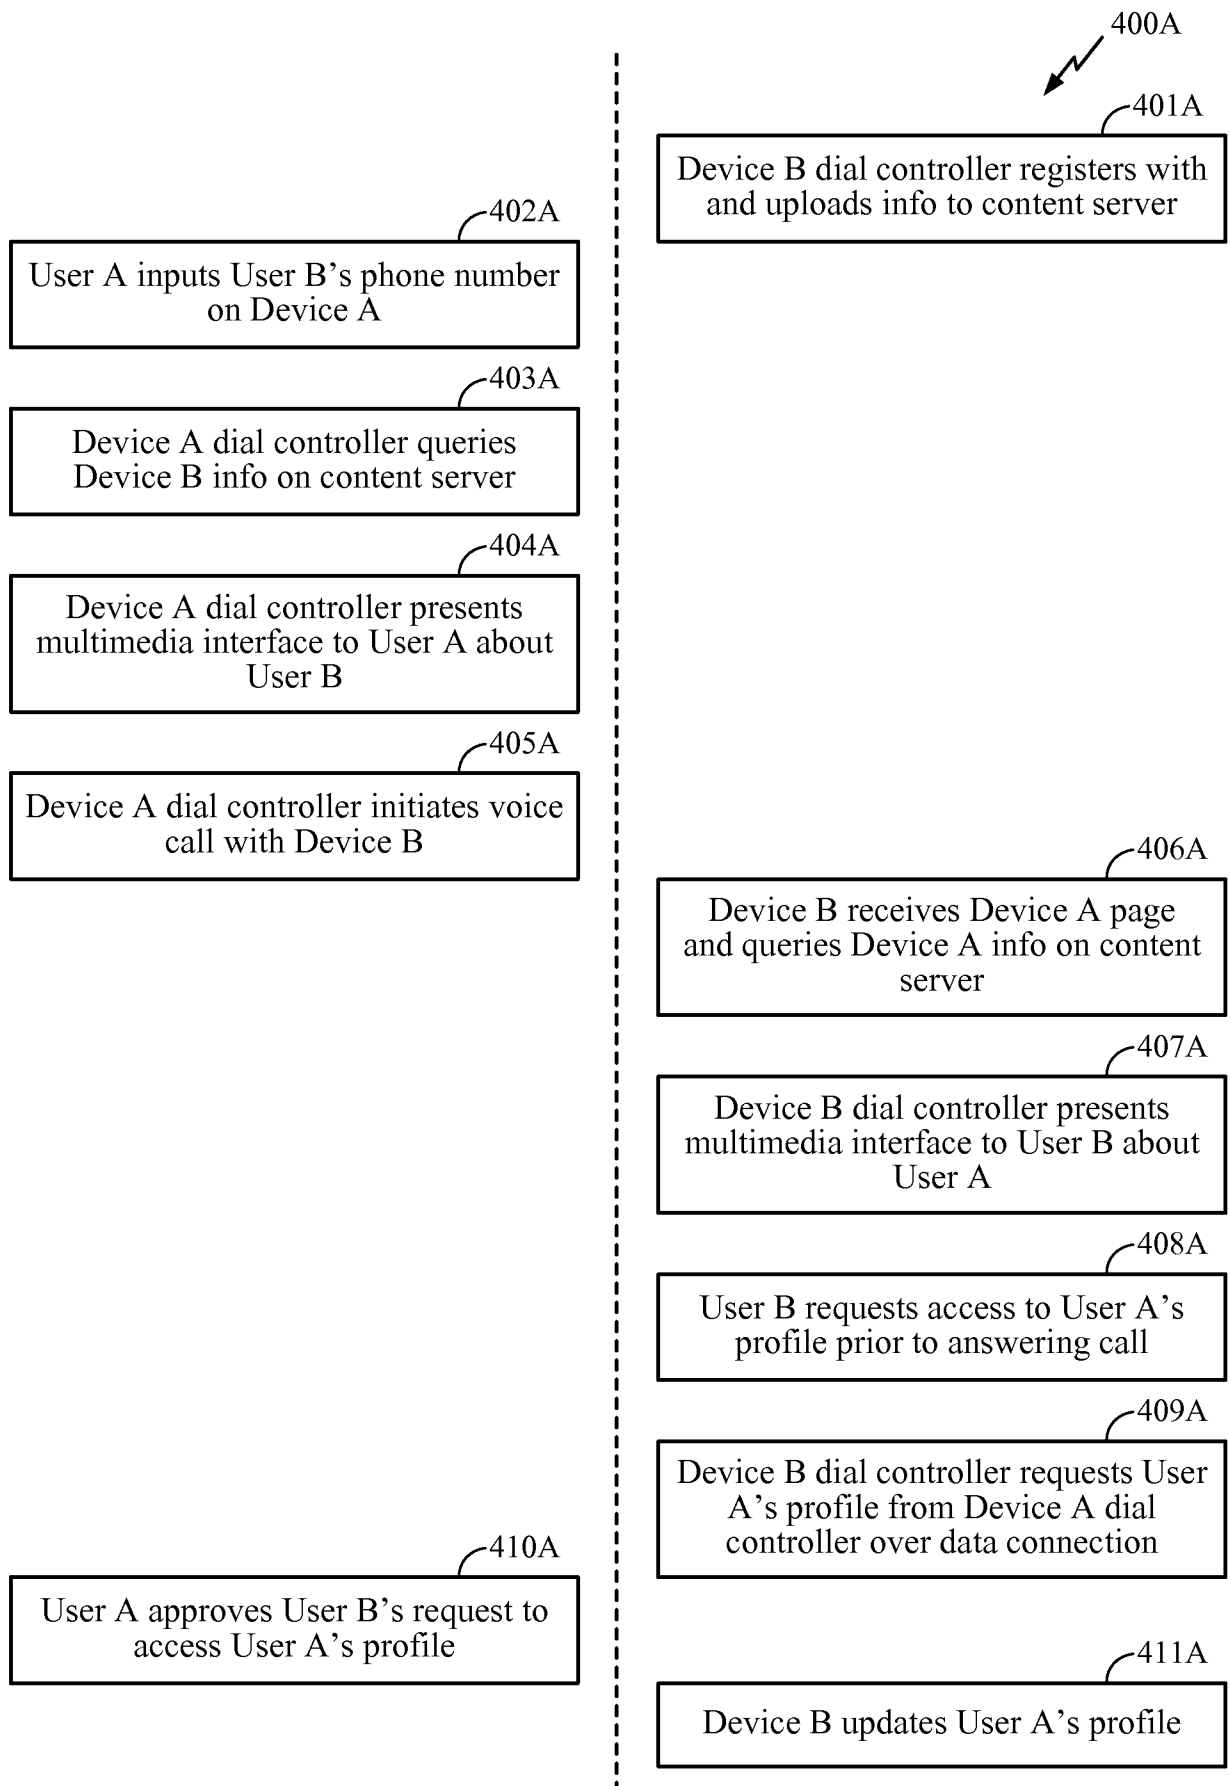 400A
401A
Device B dial controller registers with
and uploads info to content server
402A
User A inputs User B’s phone number
on Device A
403A
Device A dial controller queries
Device B info on content server
404A
Device A dial controller presents
multimedia interface to User A about
User B
405A
Device A dial controller initiates voice
call with Device B
406A
Device B receives Device A page
and queries Device A info on content
server
407A
Device B dial controller presents
multimedia interface to User B about
User A
408A
User B requests access to User A’s
profile prior to answering call
409A
Device B dial controller requests User
A’s profile from Device A dial
controller over data connection
410A
User A approves User B’s request to
access User A’s profile
411A
Device B updates User A’s profile